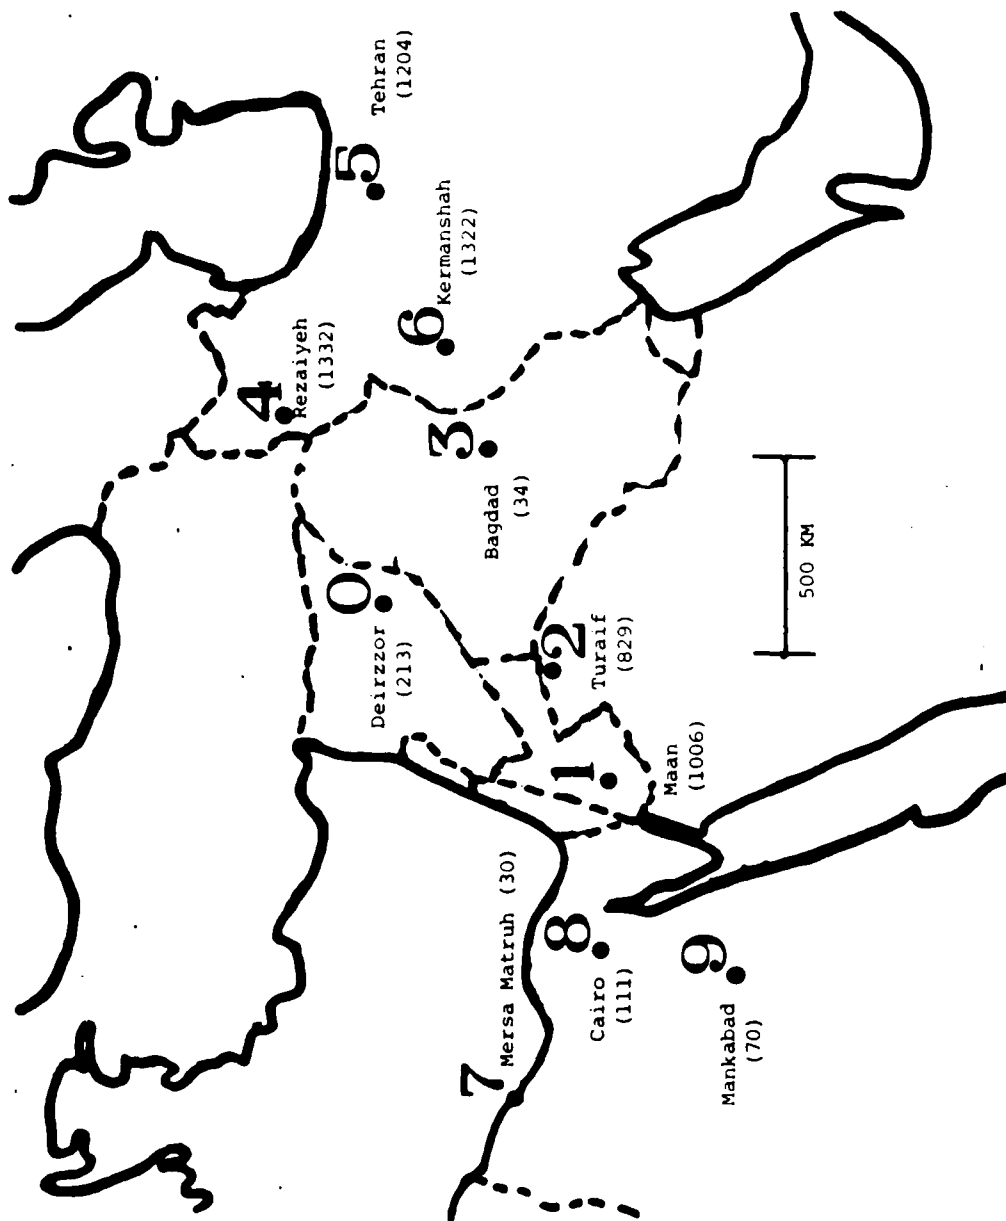 0
Deirzzor
(213)
1
Maan
(1006)
2
Turaif
(829)
3
Bagdad
(34)
4
Rezaiyeh
(1332)
5
Tehran
(1204)
6
Kermanshah
(1322)
7
Mersa Matruh (30)
8
Cairo
(111)
9
Mankabad
(70)
500 KM